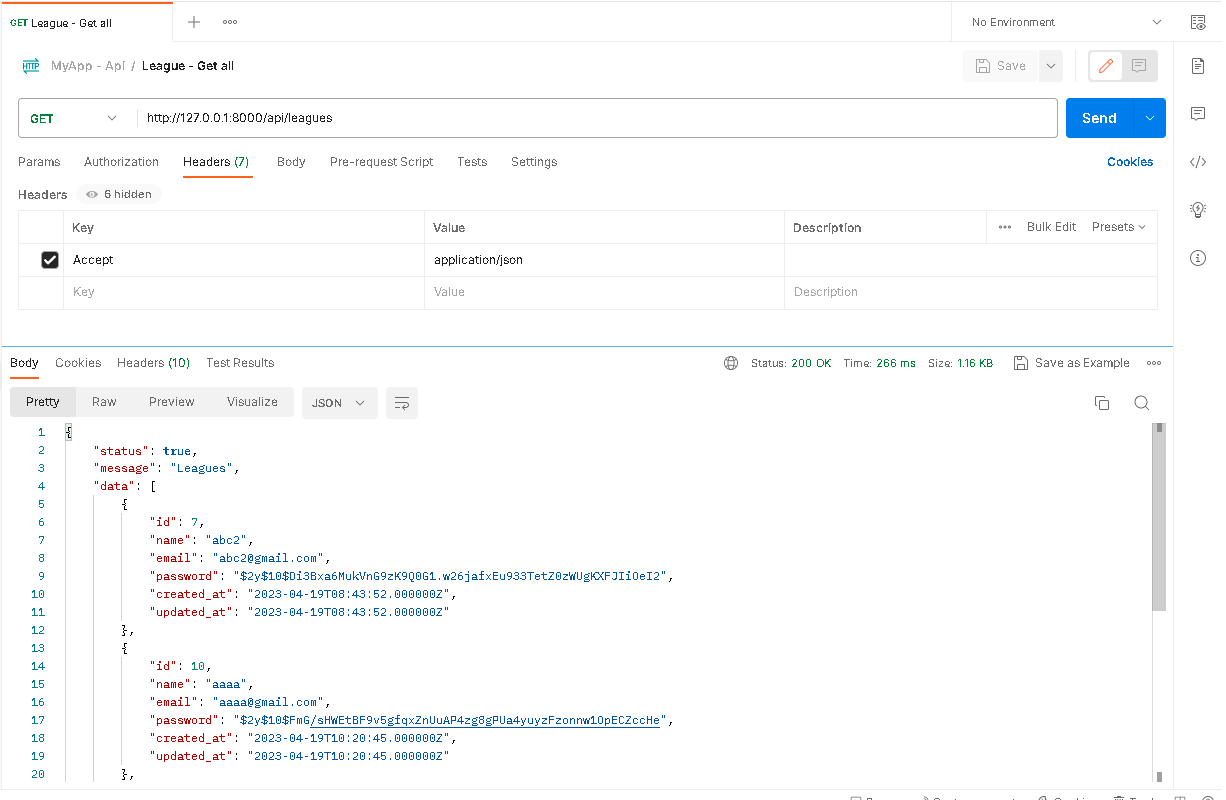 GET League - Get all
No Environment
MyApp - Api / League - Get all
Save
GET http://127.0.0.1:8000/api/leagues
Send
Params Authorization Headers (7) Body Pre-request Script Tests Settings Cookies
Headers 6 hidden
Key Value Description Bulk Edit Presets
Accept application/json
Key Value Description
Body Cookies Headers (10) Test Results Status: 200 OK Time: 266 ms Size: 1.16 KB Save as Example
Pretty Raw Preview Visualize JSON
1 {
2 "status": true,
3 "message": "Leagues",
4 "data": [
5 {
6 "id": 7,
7 "name": "abc2",
8 "email": "abc2@gmail.com",
9 "password": "$2y$10$Di3Bxa6MukVnG9zK9Q0G1.w26jafxEu933TetZ0zWUgKXFJIiOeI2",
10 "created_at": "2023-04-19T08:43:52.000000Z",
11 "updated_at": "2023-04-19T08:43:52.000000Z"
12 },
13 {
14 "id": 10,
15 "name": "aaaa",
16 "email": "aaaa@gmail.com",
17 "password": "$2y$10$FmG/sHWEtBF9v5gfqxZnUuAP4zg8gPUa4yuyzFzonnw1OpECZccHe",
18 "created_at": "2023-04-19T10:20:45.000000Z",
19 "updated_at": "2023-04-19T10:20:45.000000Z"
20 },